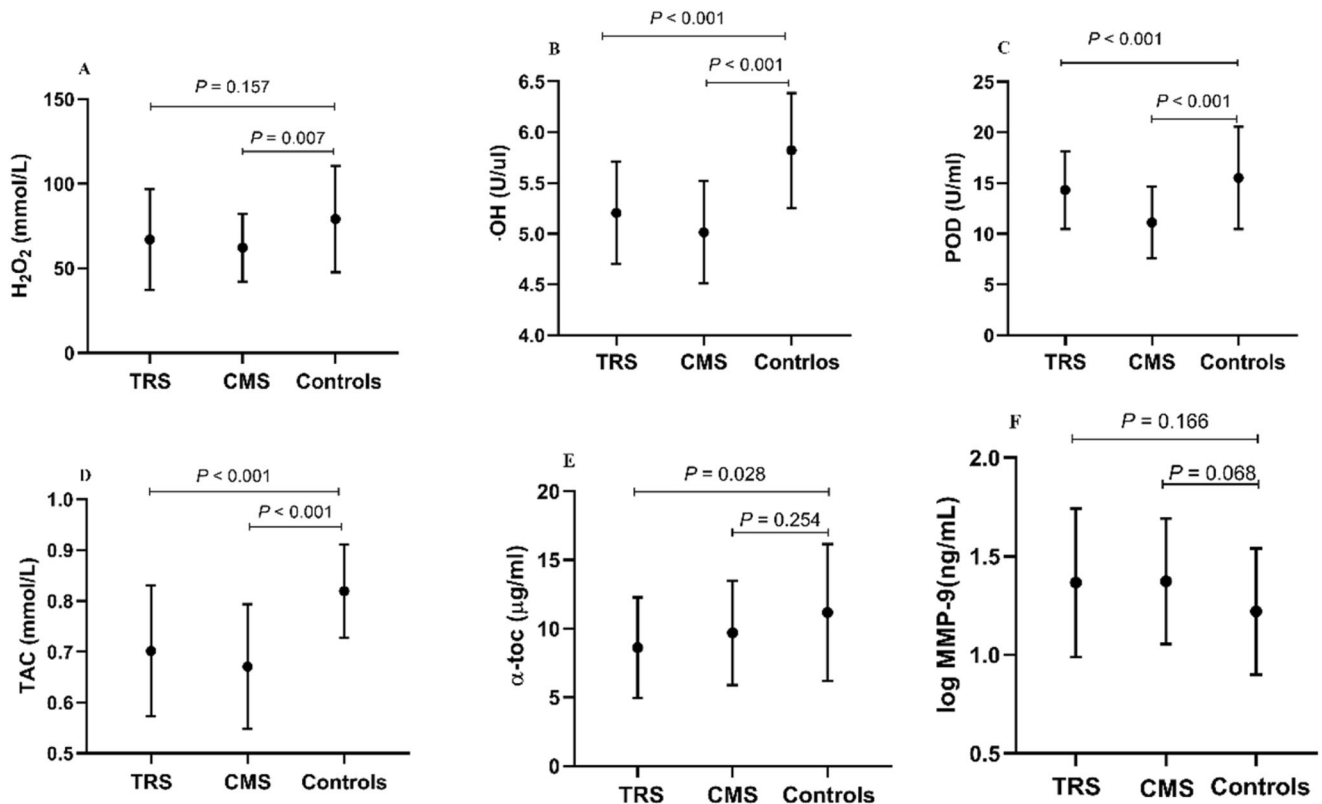 A
P = 0.157
P = 0.007
H₂O₂ (mmol/L)
150
100
50
0
TRS CMS Controls
B
P < 0.001
P < 0.001
·OH (U/ul)
6.5
6.0
5.5
5.0
4.5
4.0
TRS CMS Contrlos
C
P < 0.001
P < 0.001
POD (U/ml)
25
20
15
10
5
0
TRS CMS Controls
D
P < 0.001
P < 0.001
TAC (mmol/L)
1.0
0.9
0.8
0.7
0.6
0.5
TRS CMS Controls
E
P = 0.028
P = 0.254
α-toc (μg/ml)
20
15
10
5
0
TRS CMS Controls
F
P = 0.166
P = 0.068
log MMP-9(ng/mL)
2.0
1.5
1.0
0.5
TRS CMS Controls